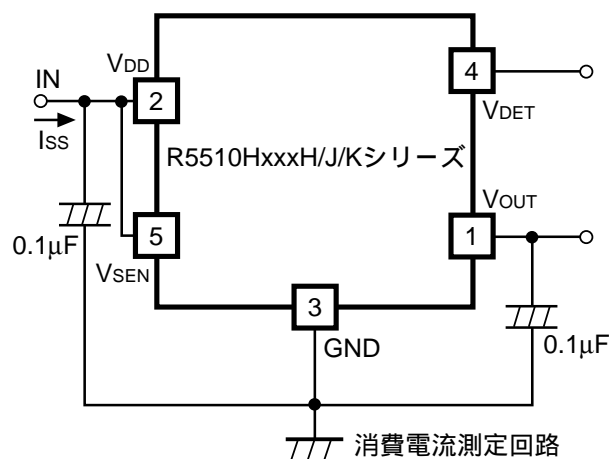 VDD
IN
2
4
VDET
ISS
R5510HxxxH/J/Kシリーズ
VOUT
0.1µF
5
1
VSEN
3
GND
0.1µF
消費電流測定回路